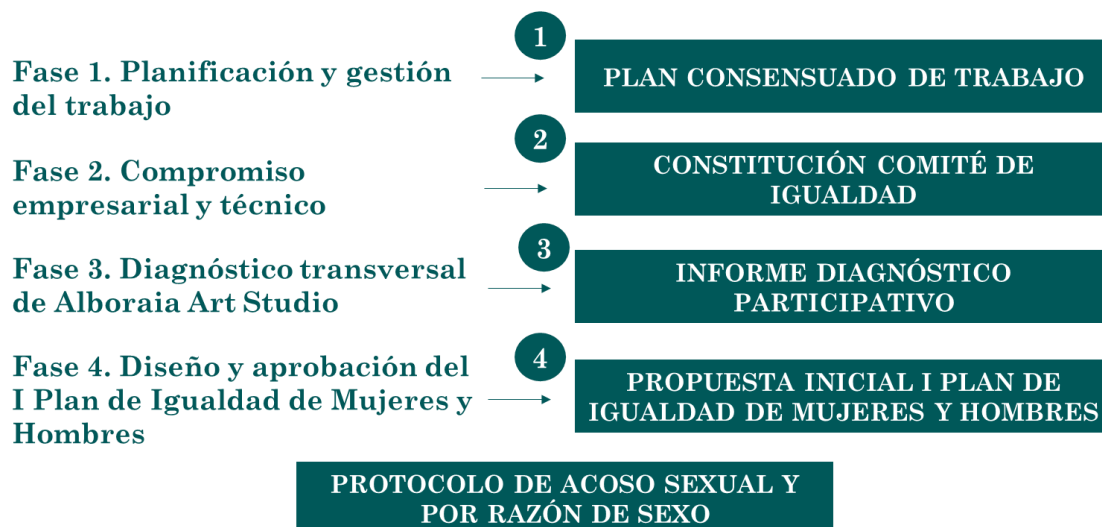 1
Fase 1. Planificación y gestión
del trabajo
PLAN CONSENSUADO DE TRABAJO
2
Fase 2. Compromiso
empresarial y técnico
CONSTITUCIÓN COMITÉ DE
IGUALDAD
3
Fase 3. Diagnóstico transversal
de Alboraia Art Studio
INFORME DIAGNÓSTICO
PARTICIPATIVO
4
Fase 4. Diseño y aprobación del
I Plan de Igualdad de Mujeres y
Hombres
PROPUESTA INICIAL I PLAN DE
IGUALDAD DE MUJERES Y HOMBRES
PROTOCOLO DE ACOSO SEXUAL Y
POR RAZÓN DE SEXO